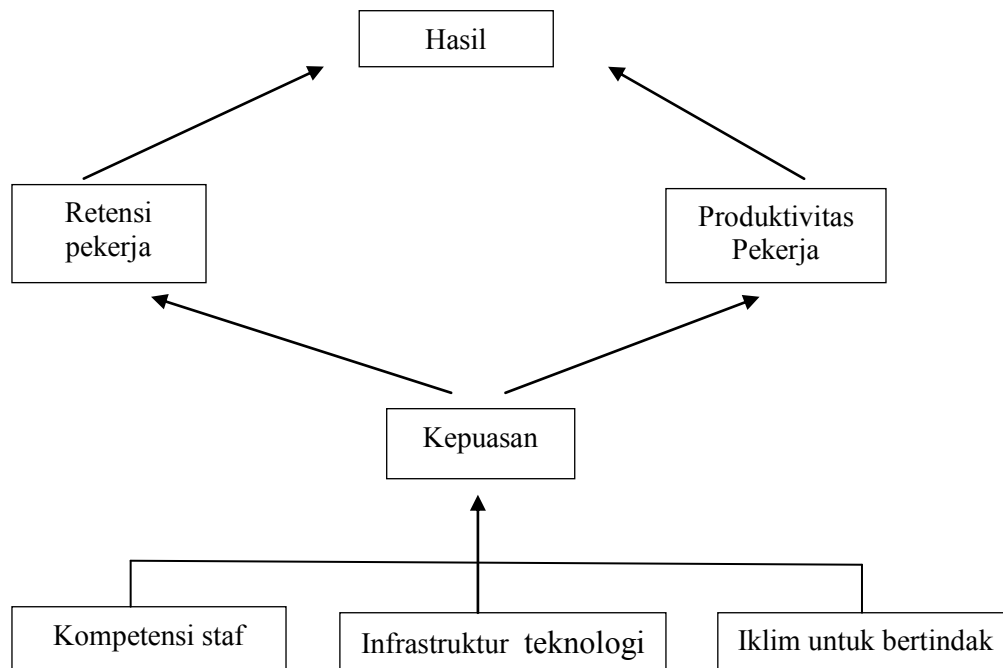 Hasil
Retensi
pekerja
Produktivitas
Pekerja
Kepuasan
Kompetensi staf
Infrastruktur teknologi
Iklim untuk bertindak